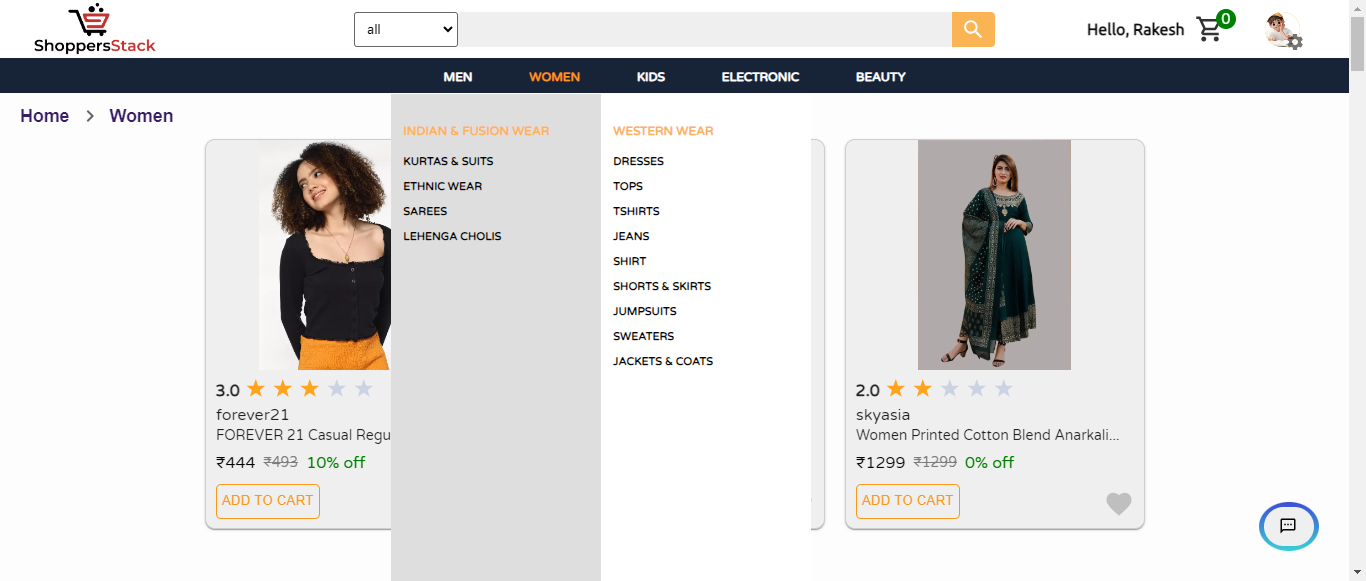 ShoppersStack
all
Hello, Rakesh
0
MEN WOMEN KIDS ELECTRONIC BEAUTY
Home > Women
INDIAN & FUSION WEAR
KURTAS & SUITS
ETHNIC WEAR
SAREES
LEHENGA CHOLIS
WESTERN WEAR
DRESSES
TOPS
TSHIRTS
JEANS
SHIRT
SHORTS & SKIRTS
JUMPSUITS
SWEATERS
JACKETS & COATS
3.0
forever21
FOREVER 21 Casual Regu
₹444 ₹493 10% off
ADD TO CART
2.0
skyasia
Women Printed Cotton Blend Anarkali...
₹1299 ₹1299 0% off
ADD TO CART